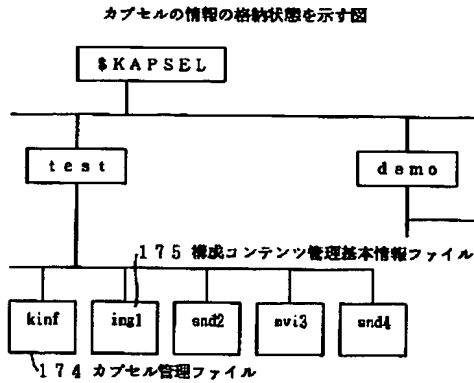 カプセルの情報の格納状態を示す図
$KAPSEL
test
demo
175 構成コンテンツ管理基本情報ファイル
kinf
img1
snd2
mvi3
snd4
174 カプセル管理ファイル